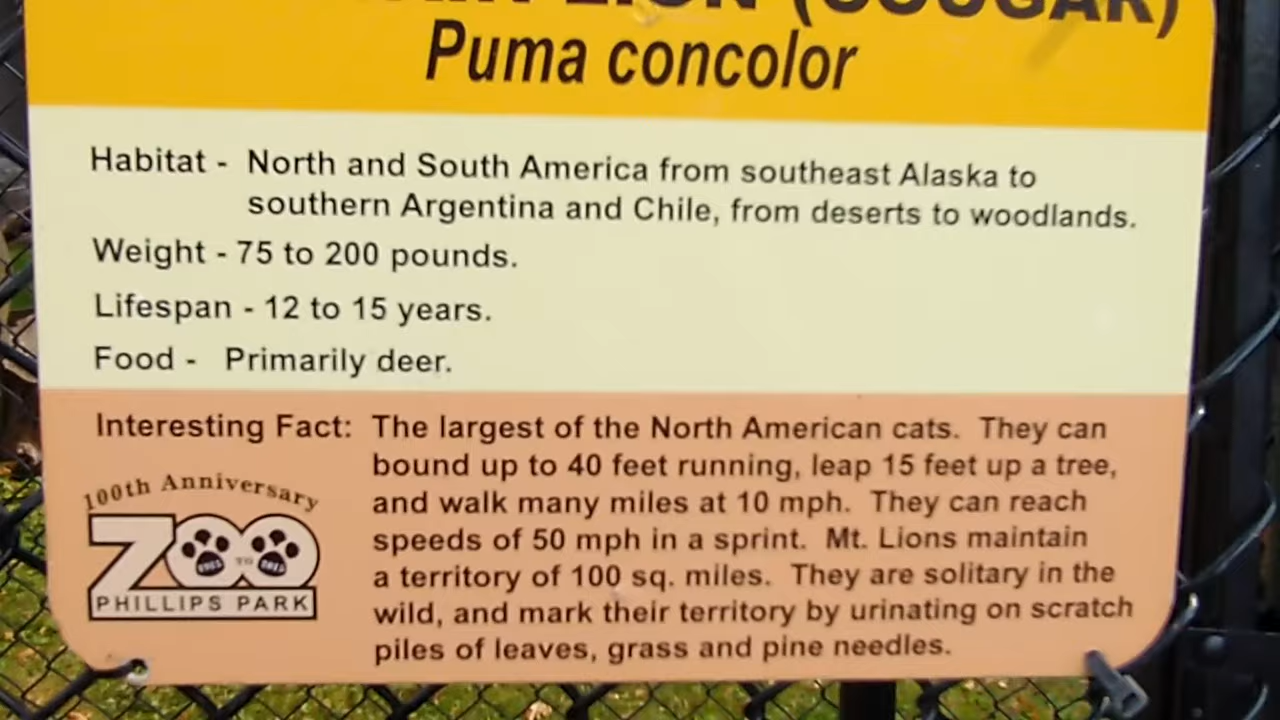 LION (COUGAR)
Puma concolor
Habitat - North and South America from southeast Alaska to
southern Argentina and Chile, from deserts to woodlands.
Weight - 75 to 200 pounds.
Lifespan - 12 to 15 years.
Food - Primarily deer.
Interesting Fact: The largest of the North American cats. They can
bound up to 40 feet running, leap 15 feet up a tree,
and walk many miles at 10 mph. They can reach
speeds of 50 mph in a sprint. Mt. Lions maintain
a territory of 100 sq. miles. They are solitary in the
wild, and mark their territory by urinating on scratch
piles of leaves, grass and pine needles.
100th Anniversary
ZOO
TO
PHILLIPS PARK